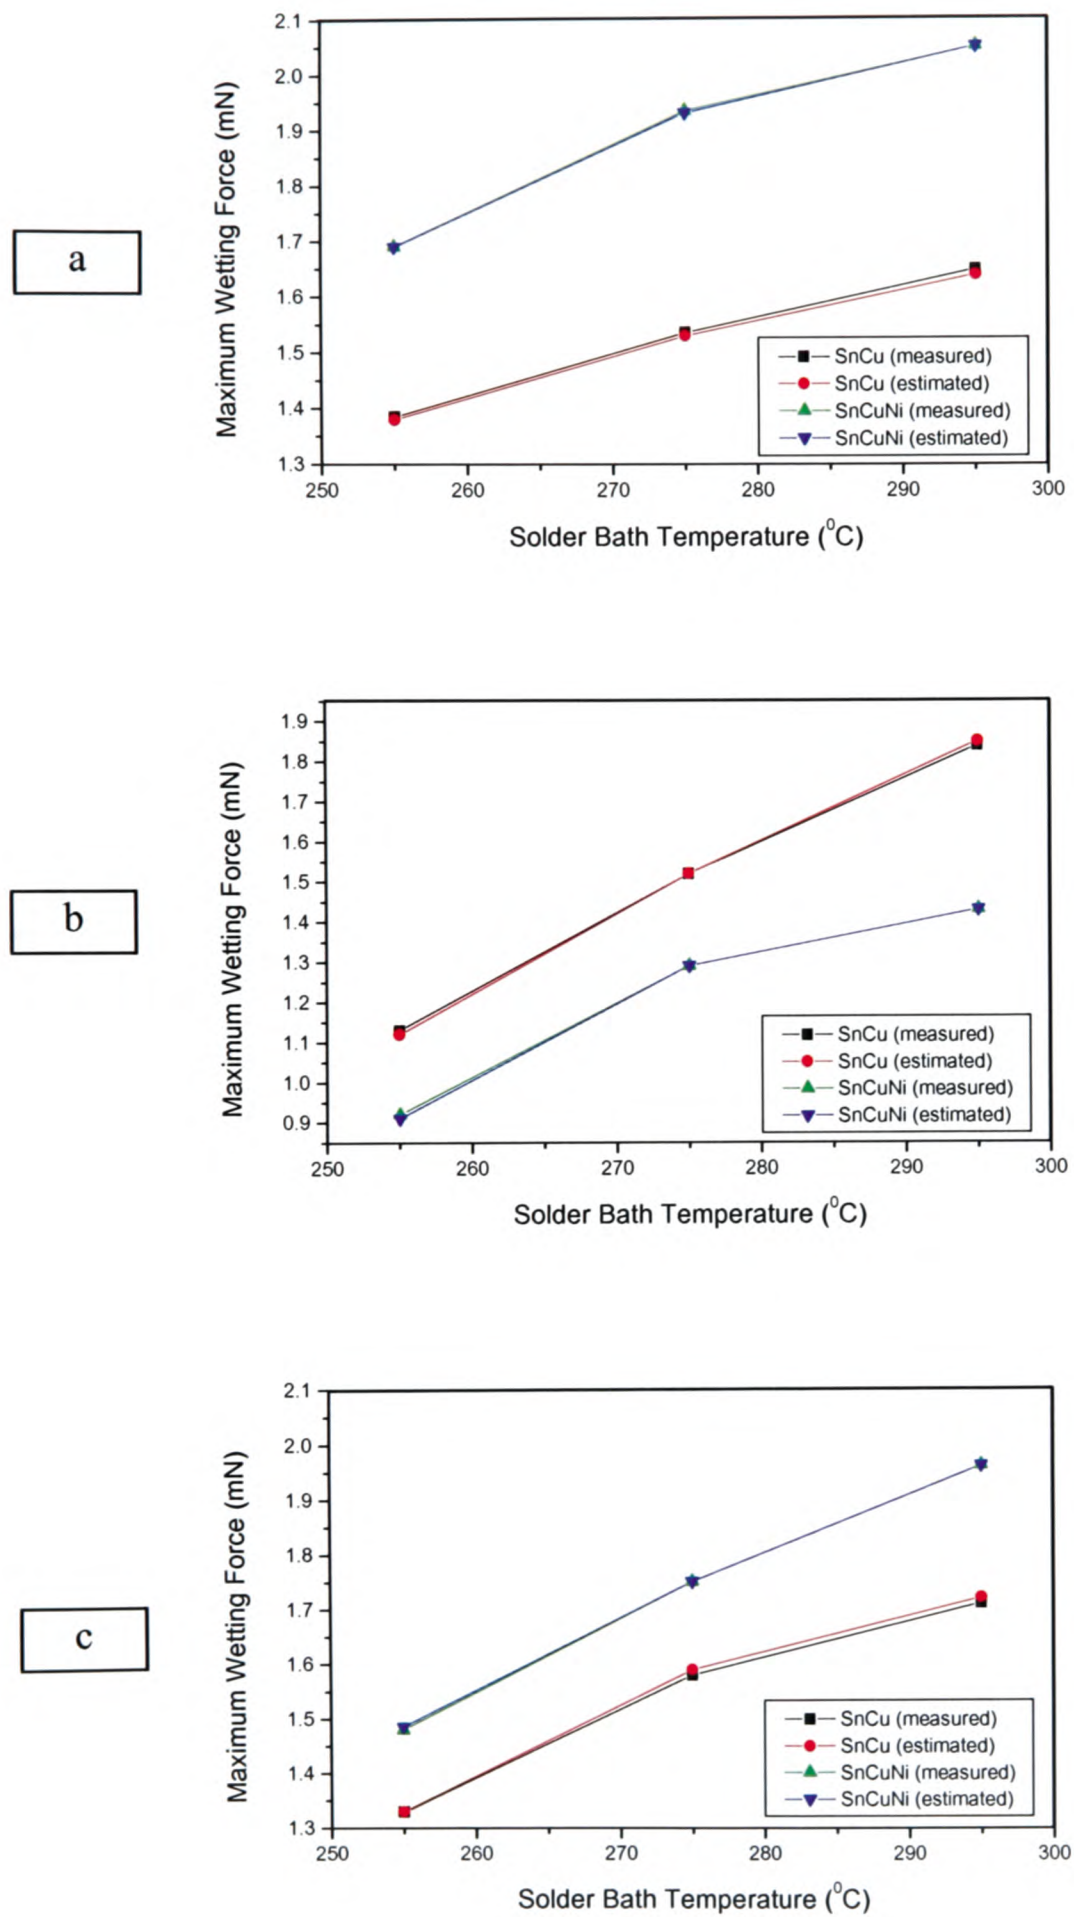 a
Maximum Wetting Force (mN)
2.1
2.0
1.9
1.8
1.7
1.6
1.5
1.4
1.3
SnCu (measured)
SnCu (estimated)
SnCuNi (measured)
SnCuNi (estimated)
250 260 270 280 290 300
Solder Bath Temperature (⁰C)
b
Maximum Wetting Force (mN)
1.9
1.8
1.7
1.6
1.5
1.4
1.3
1.2
1.1
1.0
0.9
SnCu (measured)
SnCu (estimated)
SnCuNi (measured)
SnCuNi (estimated)
250 260 270 280 290 300
Solder Bath Temperature (⁰C)
c
Maximum Wetting Force (mN)
2.1
2.0
1.9
1.8
1.7
1.6
1.5
1.4
1.3
SnCu (measured)
SnCu (estimated)
SnCuNi (measured)
SnCuNi (estimated)
250 260 270 280 290 300
Solder Bath Temperature (⁰C)